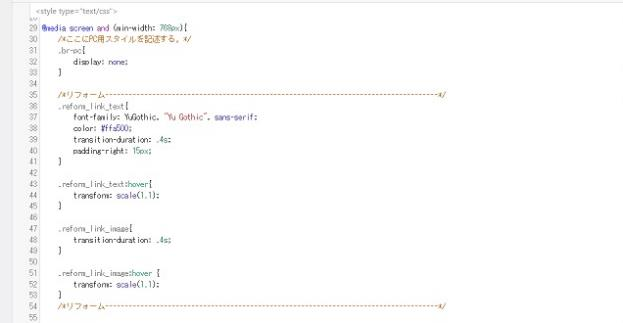 <style type="text/css">
28
29 @media screen and (min-width: 768px){
30 /*ここにPC用スタイルを記述する。*/
31 .br-pc{
32 display: none;
33 }
34
35 /*リフォーム----------------------------------------------------------------------------------*/
36 .reform_link_text{
37 font-family: YuGothic, "Yu Gothic", sans-serif;
38 color: #ffa500;
39 transition-duration: .4s;
40 padding-right: 15px;
41 }
42
43 .reform_link_text:hover{
44 transform: scale(1.1);
45 }
46
47 .reform_link_image{
48 transition-duration: .4s;
49 }
50
51 .reform_link_image:hover {
52 transform: scale(1.1);
53 }
54 /*リフォーム----------------------------------------------------------------------------------*/
55